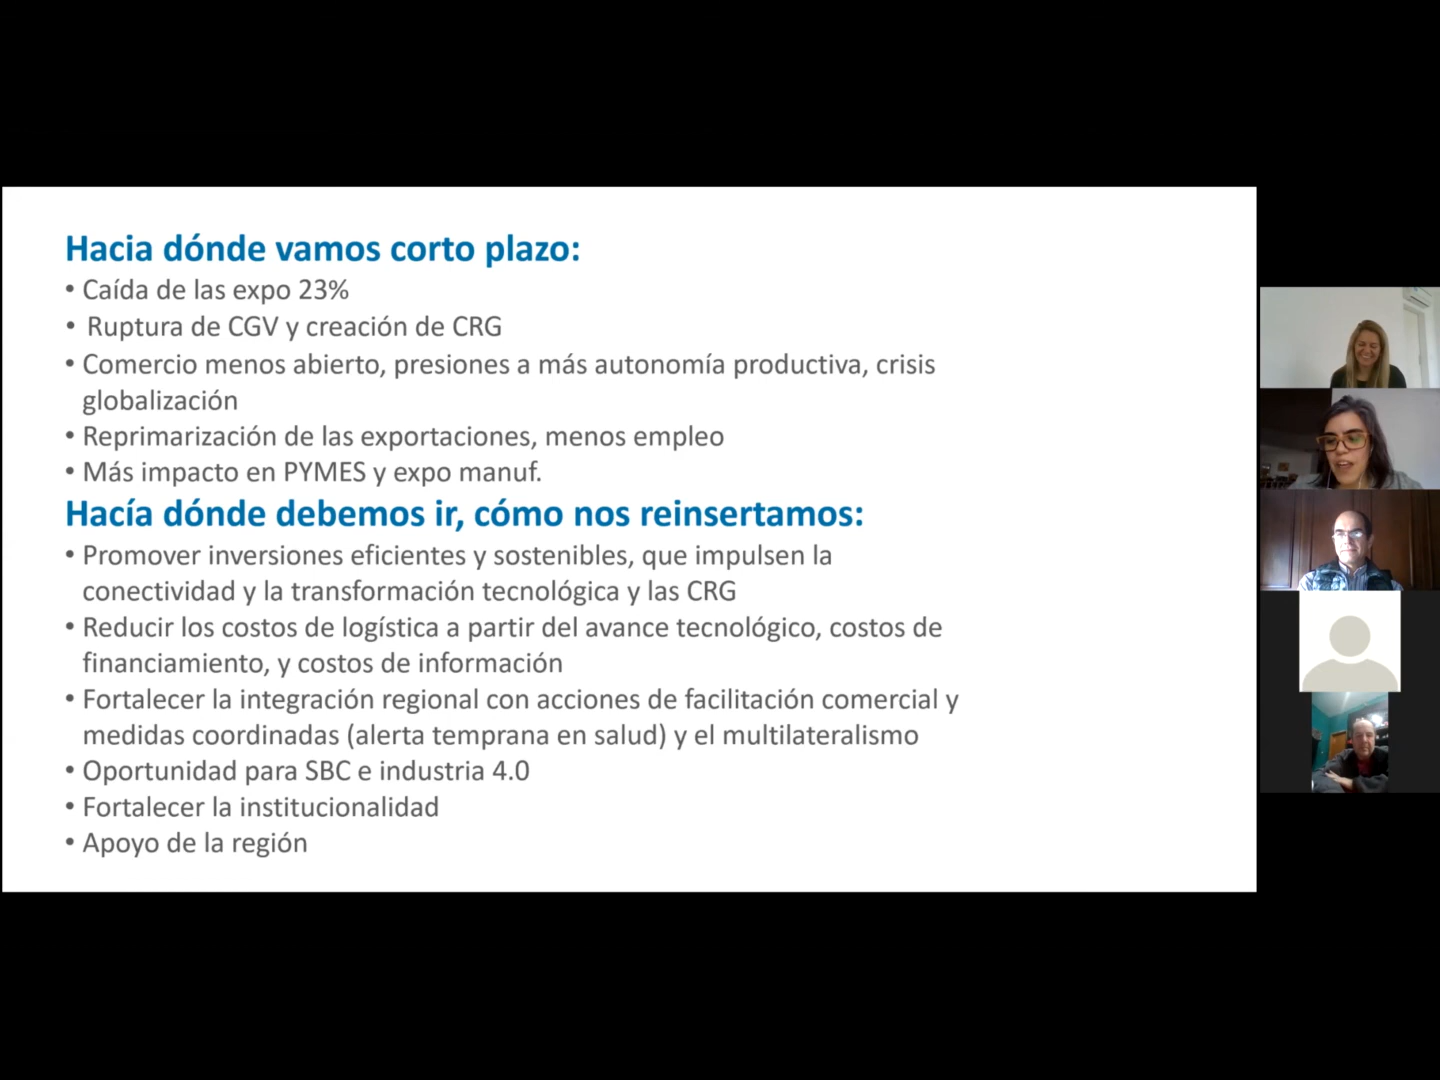 Hacia dónde vamos corto plazo:
• Caída de las expo 23%
• Ruptura de CGV y creación de CRG
• Comercio menos abierto, presiones a más autonomía productiva, crisis
globalización
• Reprimarización de las exportaciones, menos empleo
• Más impacto en PYMES y expo manuf.
Hacía dónde debemos ir, cómo nos reinsertamos:
• Promover inversiones eficientes y sostenibles, que impulsen la
conectividad y la transformación tecnológica y las CRG
• Reducir los costos de logística a partir del avance tecnológico, costos de
financiamiento, y costos de información
• Fortalecer la integración regional con acciones de facilitación comercial y
medidas coordinadas (alerta temprana en salud) y el multilateralismo
• Oportunidad para SBC e industria 4.0
• Fortalecer la institucionalidad
• Apoyo de la región